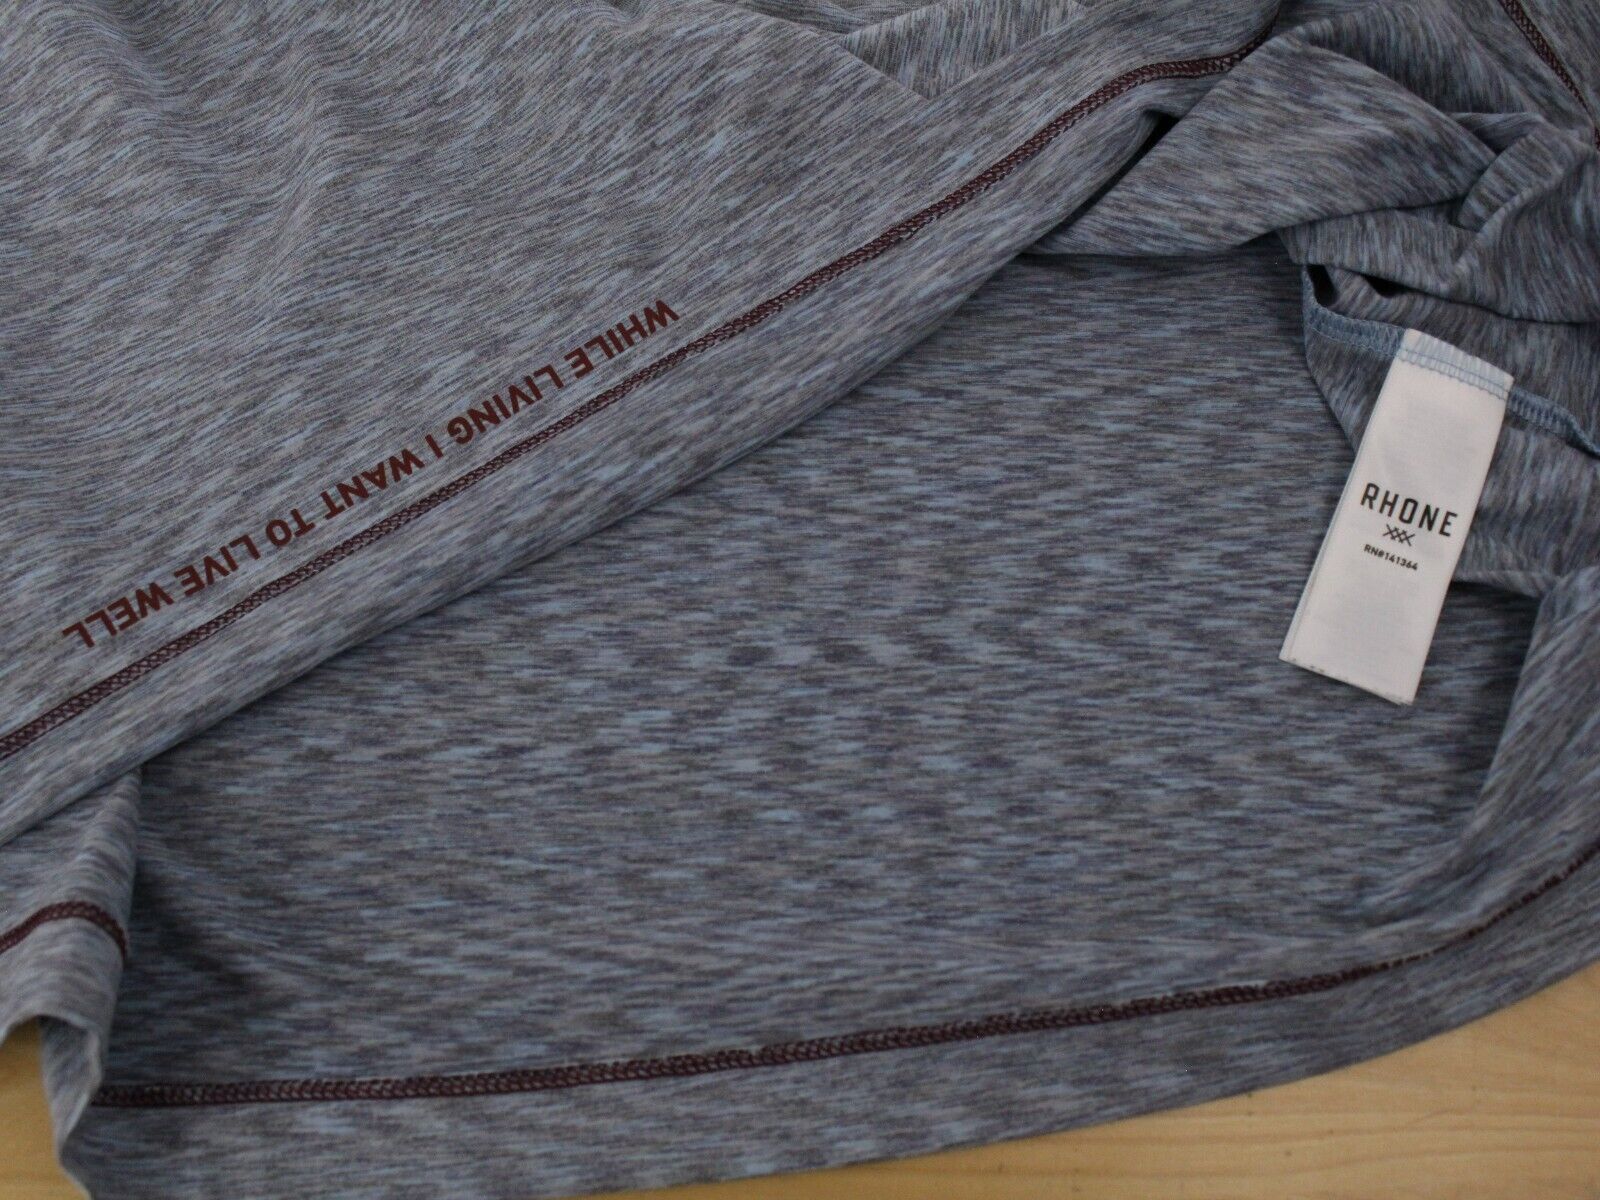 WHILE LIVING I WANT TO LIVE WELL
RHONE
RN#141364